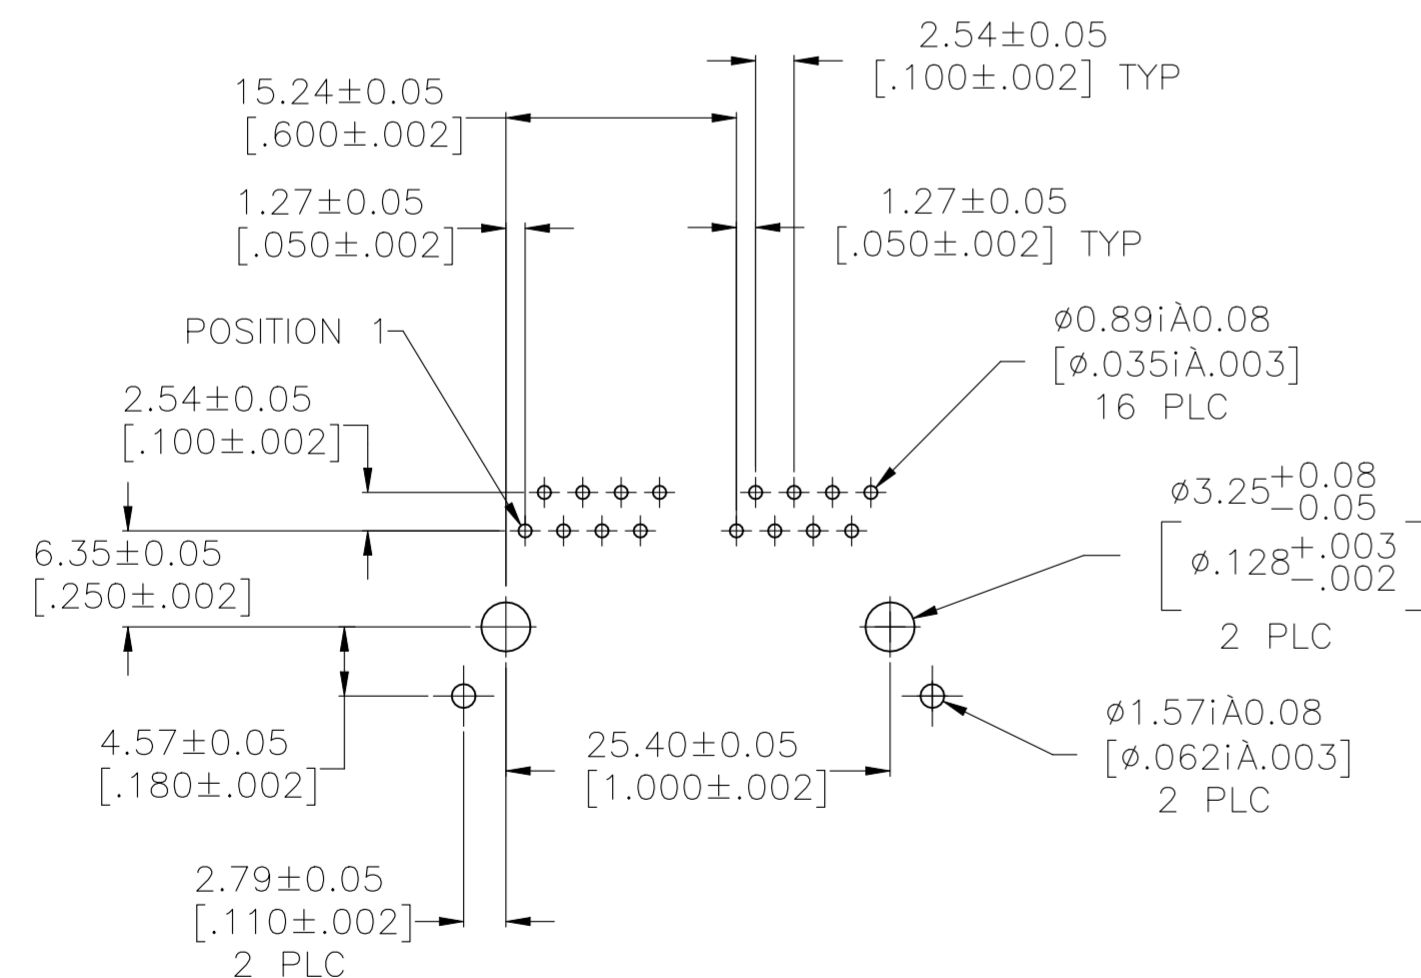 2.54±0.05
[.100±.002] TYP
15.24±0.05
[.600±.002]
1.27±0.05
[.050±.002]
1.27±0.05
[.050±.002] TYP
POSITION 1
ø0.89iÀ0.08
[ø.035iÀ.003]
16 PLC
2.54±0.05
[.100±.002]
ø3.25+0.08
-0.05
[ø.128+.003
-.002]
2 PLC
6.35±0.05
[.250±.002]
ø1.57iÀ0.08
[ø.062iÀ.003]
2 PLC
4.57±0.05
[.180±.002]
25.40±0.05
[1.000±.002]
2.79±0.05
[.110±.002]
2 PLC